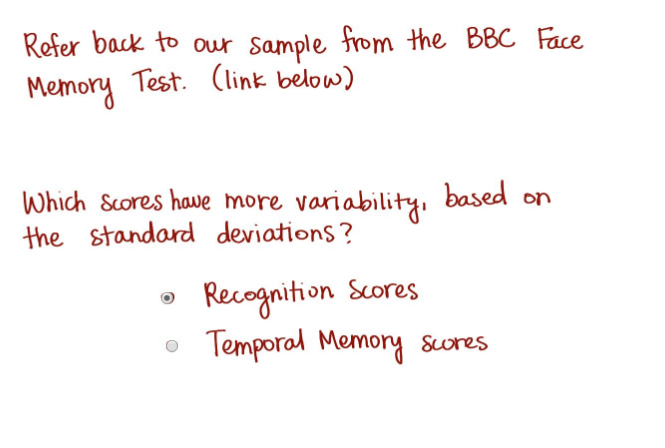 Refer back to our sample from the BBC Face
Memory Test. (link below)
Which scores have more variability, based on
the standard deviations?
Recognition Scores
Temporal Memory scores